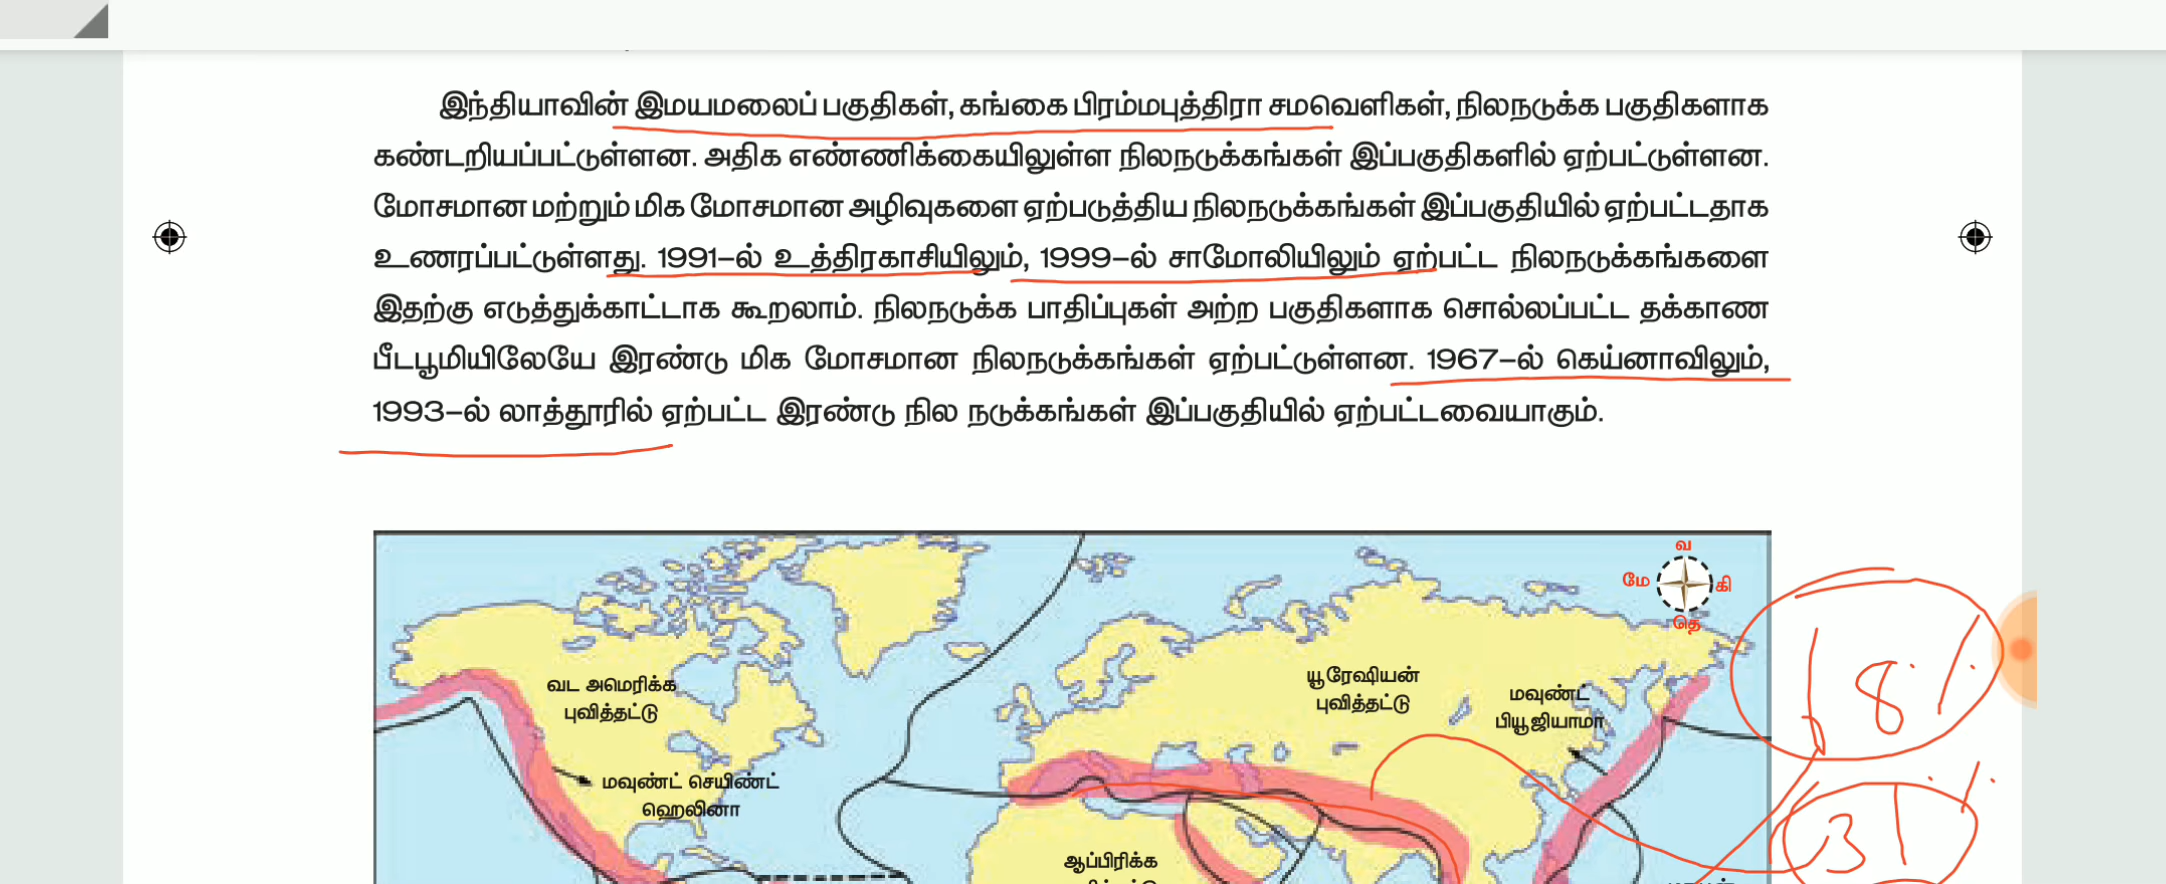 இந்தியாவின் இமயமலைப் பகுதிகள், கங்கை பிரம்மபுத்திரா சமவெளிகள், நிலநடுக்க பகுதிகளாக
கண்டறியப்பட்டுள்ளன. அதிக எண்ணிக்கையிலுள்ள நிலநடுக்கங்கள் இப்பகுதிகளில் ஏற்பட்டுள்ளன.
மோசமான மற்றும் மிக மோசமான அழிவுகளை ஏற்படுத்திய நிலநடுக்கங்கள் இப்பகுதியில் ஏற்பட்டதாக
உணரப்பட்டுள்ளது. 1991–ல் உத்திரகாசியிலும், 1999–ல் சாமோலியிலும் ஏற்பட்ட நிலநடுக்கங்களை
இதற்கு எடுத்துக்காட்டாக கூறலாம். நிலநடுக்க பாதிப்புகள் அற்ற பகுதிகளாக சொல்லப்பட்ட தக்காண
பீடபூமியிலேயே இரண்டு மிக மோசமான நிலநடுக்கங்கள் ஏற்பட்டுள்ளன. 1967–ல் கெய்னாவிலும்,
1993–ல் லாத்தூரில் ஏற்பட்ட இரண்டு நில நடுக்கங்கள் இப்பகுதியில் ஏற்பட்டவையாகும்.
வ
மே
கி
தெ
வட அமெரிக்க
புவித்தட்டு
யூரேஷியன்
புவித்தட்டு
மவுண்ட்
பியூஜியாமா
மவுண்ட் செயிண்ட்
ஹெலினா
ஆப்பிரிக்க